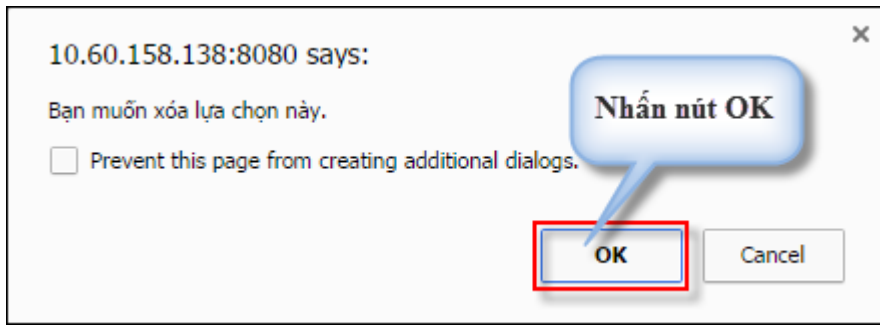 10.60.158.138:8080 says:
Bạn muốn xóa lựa chọn này.
Nhấn nút OK
Prevent this page from creating additional dialogs.
OK
Cancel